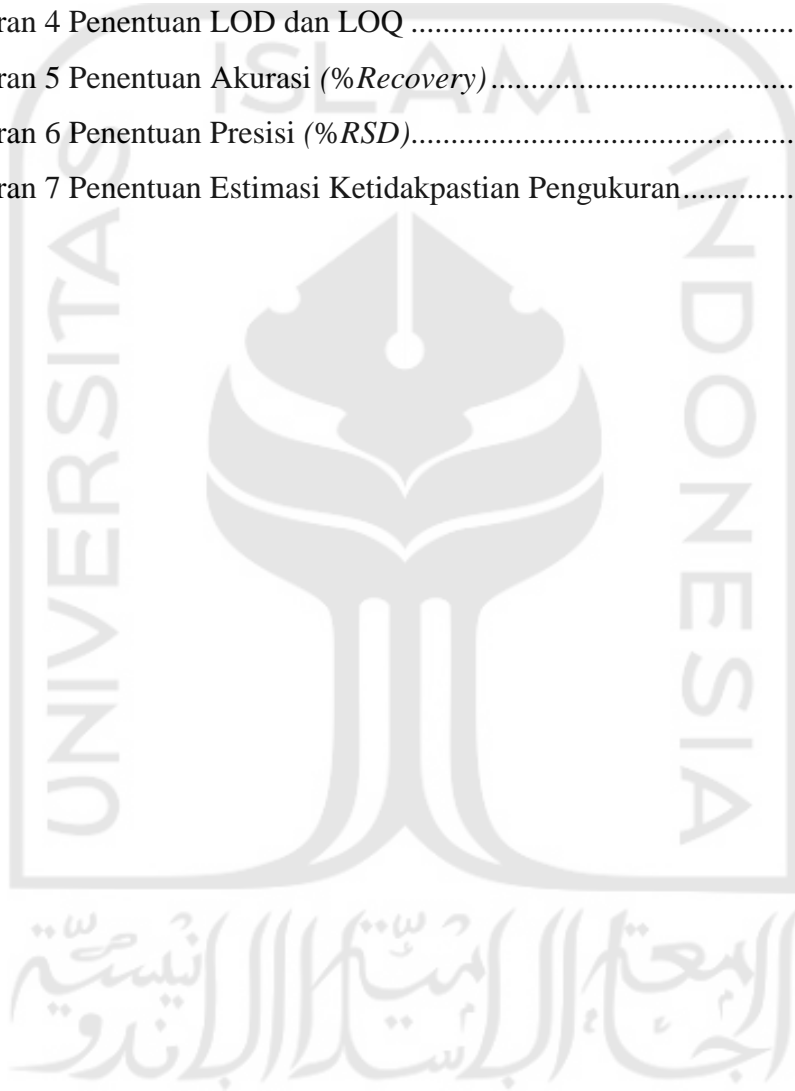 ran 4 Penentuan LOD dan LOQ ................................................
ran 5 Penentuan Akurasi (%Recovery) ......................................
ran 6 Penentuan Presisi (%RSD)................................................
ran 7 Penentuan Estimasi Ketidakpastian Pengukuran..............
ISLAM
UNIVERSITAS
INDONESIA